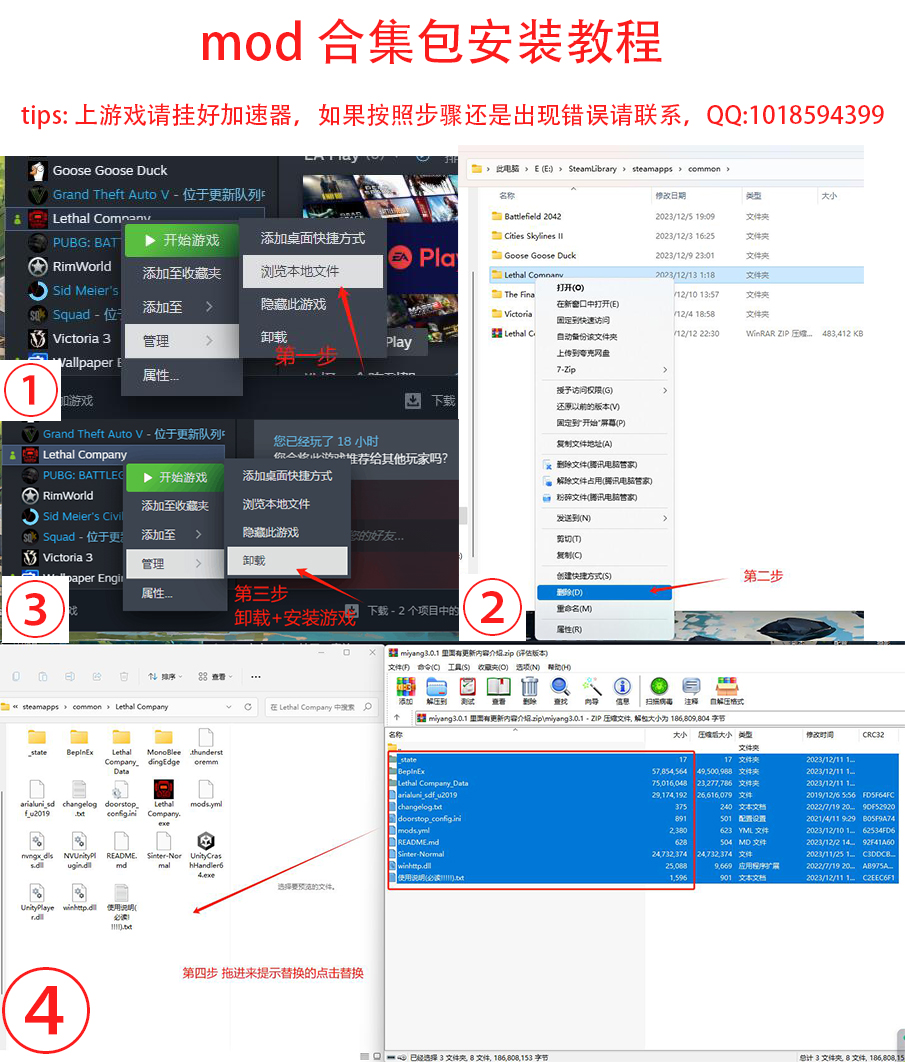 mod 合集包安装教程
tips: 上游戏请挂好加速器，如果按照步骤还是出现错误请联系，QQ:1018594399
Goose Goose Duck
Grand Theft Auto V - 位于更新队列中
Lethal Company
PUBG: BATT
RimWorld
Sid Meier's
Squad - 位于
Victoria 3
Wallpaper E
开始游戏
添加至收藏夹
添加至
管理
属性...
添加桌面快捷方式
浏览本地文件
隐藏此游戏
卸载
第一步
Play
下载
①
此电脑 > E (E:) > SteamLibrary > steamapps > common >
名称 修改日期 类型 大小
Battlefield 2042 2023/12/5 19:09 文件夹
Cities Skylines II 2023/12/3 16:25 文件夹
Goose Goose Duck 2023/12/9 23:01 文件夹
Lethal Company 2023/12/13 1:18 文件夹
The Fina /12/10 13:57 文件夹
Victoria /12/4 18:58 文件夹
Lethal C /12/12 22:30 WinRAR ZIP 压缩... 483,412 KB
打开(O)
在新窗口中打开(E)
固定到快速访问
自动备份该文件夹
上传到夸克网盘
7-Zip
授予访问权限(G)
还原以前的版本(V)
固定到"开始"屏幕(P)
复制文件地址(A)
删除文件(腾讯电脑管家)
解除文件占用(腾讯电脑管家)
粉碎文件(腾讯电脑管家)
发送到(N)
剪切(T)
复制(C)
创建快捷方式(S)
删除(D)
重命名(M)
属性(R)
第二步
②
Grand Theft Auto V - 位于更新队列中
Lethal Company
PUBG: BATTLEG
RimWorld
Sid Meier's Civil
Squad - 位于更新
Victoria 3
Wallpaper Engin
您已经玩了 18 小时
您会将此游戏推荐给其他玩家吗?
开始游戏
添加至收藏夹
添加至
管理
属性...
添加桌面快捷方式
浏览本地文件
隐藏此游戏
卸载
您的好友...
第三步
卸载+安装游戏
下载 - 2 个项目中的
③
排序 查看 ...
« steamapps > common > Lethal Company
在 Lethal Company 中搜索
_state
BepInEx
Lethal Company_Data
MonoBleedingEdge
.thunderstoremm
arialuni_sdf_u2019
changelog.txt
doorstop_config.ini
Lethal Company.exe
mods.yml
nvngx_dlss.dll
NVUnityPlugin.dll
README.md
Sinter-Normal
UnityCrashHandler64.exe
UnityPlayer.dll
winhttp.dll
使用说明(必读!!!!!).txt
选择要预览的文件。
第四步 拖进来提示替换的点击替换
④
miyang3.0.1 里面有更新内容介绍.zip (评估版本)
文件(F) 命令(C) 工具(S) 收藏夹(O) 选项(N) 帮助(H)
添加 解压到 测试 查看 删除 查找 向导 信息 扫描病毒 注释 自解压格式
miyang3.0.1 里面有更新内容介绍.zip\miyang3.0.1 - ZIP 压缩文件, 解包大小为 186,809,804 字节
名称 大小 压缩后大小 类型 修改时间 CRC32
文件夹
_state 17 17 文件夹 2023/12/11 1...
BepInEx 57,854,564 49,500,988 文件夹 2023/12/11 1...
Lethal Company_Data 75,016,048 23,277,786 文件夹 2023/12/11 1...
arialuni_sdf_u2019 29,174,192 26,616,079 文件 2019/12/6 5:56 FD5F64FC
changelog.txt 375 240 文本文档 2022/7/19 20... 9DF52920
doorstop_config.ini 891 501 配置设置 2021/4/11 9:29 B05F9A74
mods.yml 2,380 623 YML 文件 2023/12/10 1... 62534FD6
README.md 628 504 MD 文件 2023/12/2 14... 92F41A60
Sinter-Normal 24,732,374 24,732,374 文件 2023/11/25 1... C3DDCB...
winhttp.dll 25,088 9,669 应用程序扩展 2022/7/19 20... AB975A...
使用说明(必读!!!!!).txt 1,596 901 文本文档 2023/12/11 1... C2EEC6F1
已经选择 3 文件夹, 8 文件, 186,808,153 字节
总计 3 文件夹, 8 文件, 186,808,15